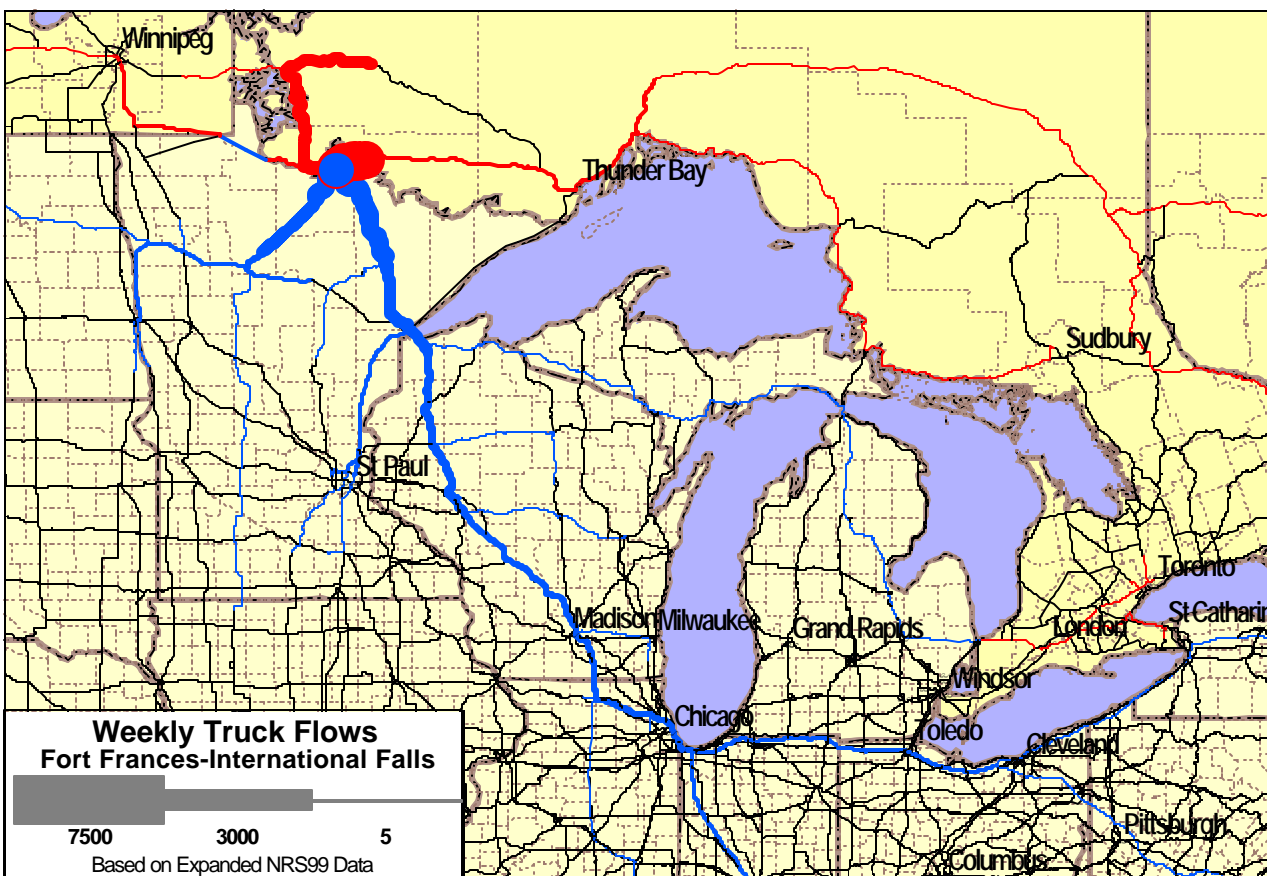 Winnipeg
Thunder Bay
Sudbury
St Paul
Toronto
St Catharin
Madison Milwaukee
Grand Rapids
London
Windsor
Chicago
Toledo
Cleveland
Pittsburgh
Columbus
Weekly Truck Flows
Fort Frances-International Falls
7500 3000 5
Based on Expanded NRS99 Data